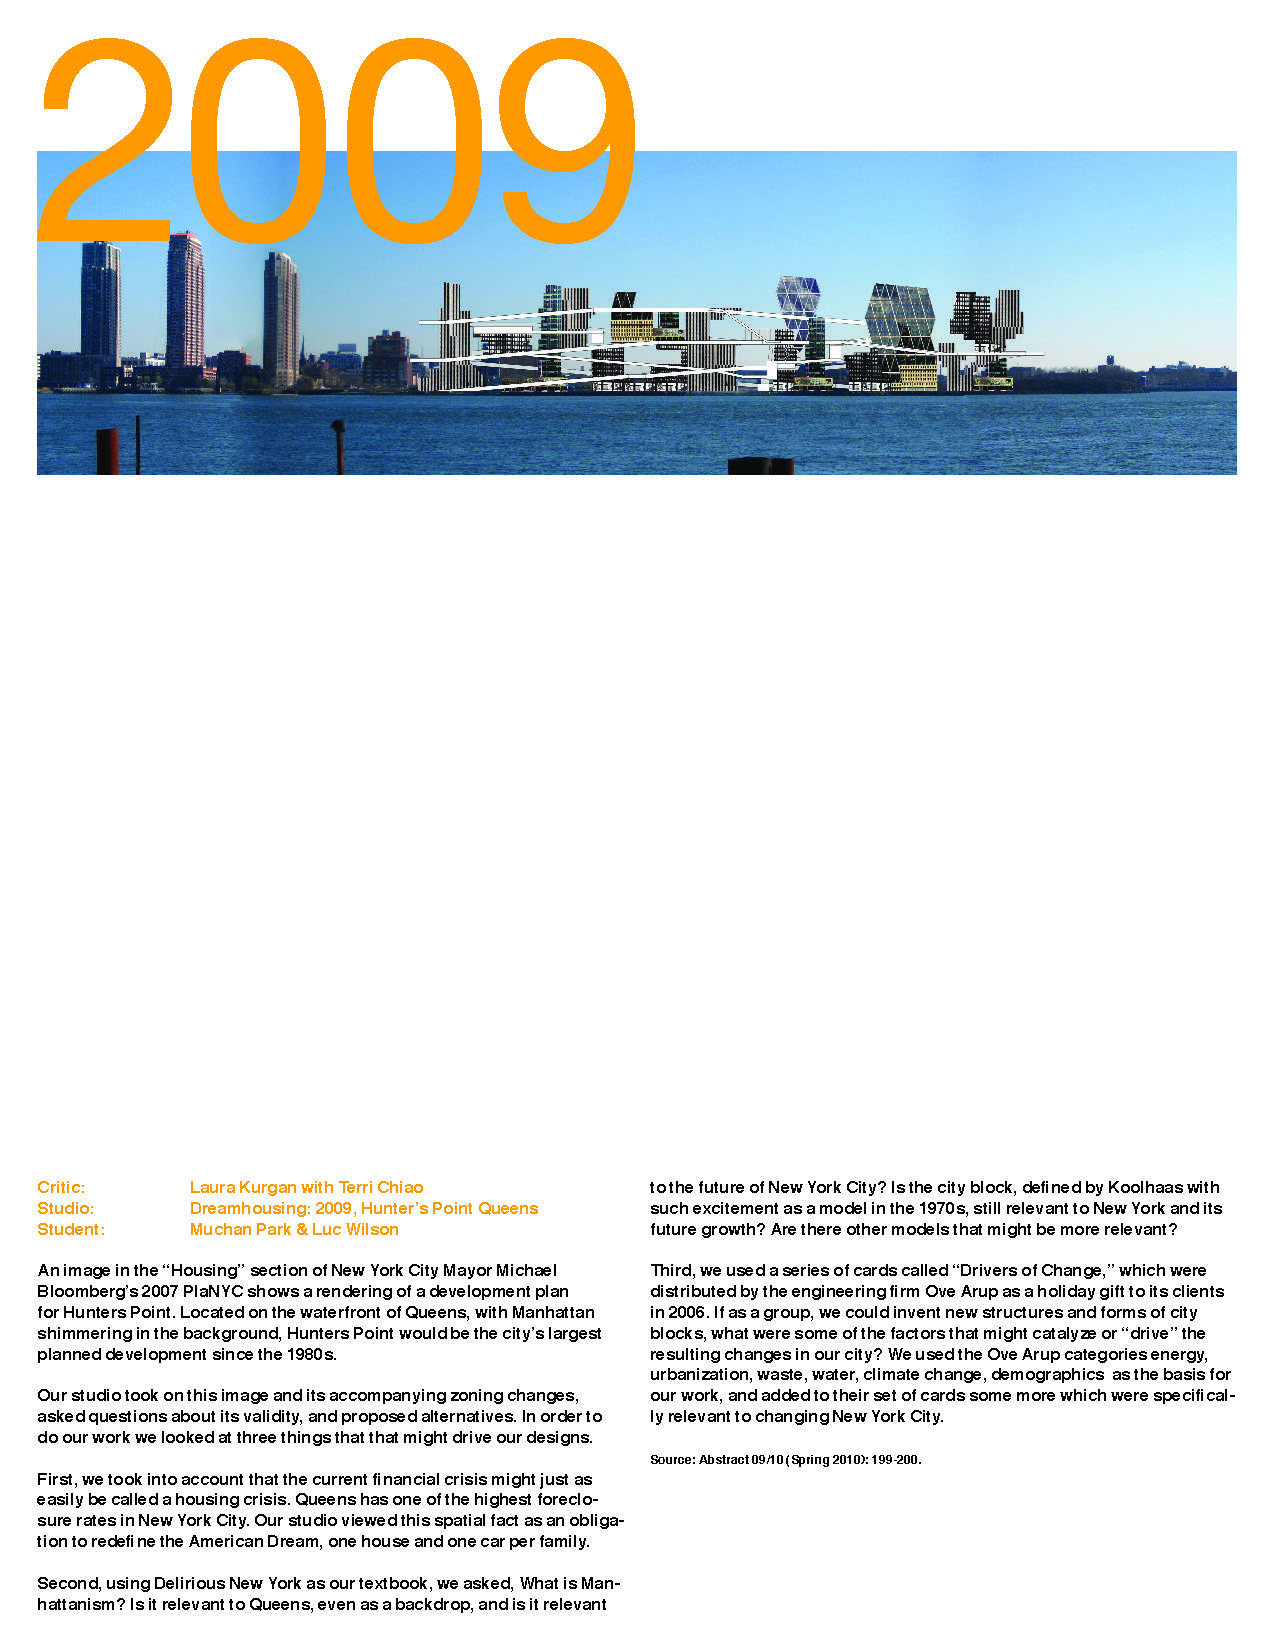 2009
Critic: Laura Kurgan with Terri Chiao
Studio: Dreamhousing: 2009, Hunter's Point Queens
Student: Muchan Park & Luc Wilson
An image in the “Housing” section of New York City Mayor Michael
Bloomberg’s 2007 PlaNYC shows a rendering of a development plan
for Hunters Point. Located on the waterfront of Queens, with Manhattan
shimmering in the background, Hunters Point would be the city’s largest
planned development since the 1980s.
Our studio took on this image and its accompanying zoning changes,
asked questions about its validity, and proposed alternatives. In order to
do our work we looked at three things that that might drive our designs.
First, we took into account that the current financial crisis might just as
easily be called a housing crisis. Queens has one of the highest foreclo-
sure rates in New York City. Our studio viewed this spatial fact as an obliga-
tion to redefine the American Dream, one house and one car per family.
Second, using Delirious New York as our textbook, we asked, What is Man-
hattanism? Is it relevant to Queens, even as a backdrop, and is it relevant
to the future of New York City? Is the city block, defined by Koolhaas with
such excitement as a model in the 1970s, still relevant to New York and its
future growth? Are there other models that might be more relevant?
Third, we used a series of cards called “Drivers of Change,” which were
distributed by the engineering firm Ove Arup as a holiday gift to its clients
in 2006. If as a group, we could invent new structures and forms of city
blocks, what were some of the factors that might catalyze or “drive” the
resulting changes in our city? We used the Ove Arup categories energy,
urbanization, waste, water, climate change, demographics as the basis for
our work, and added to their set of cards some more which were specifical-
ly relevant to changing New York City.
Source: Abstract 09/10 (Spring 2010): 199-200.